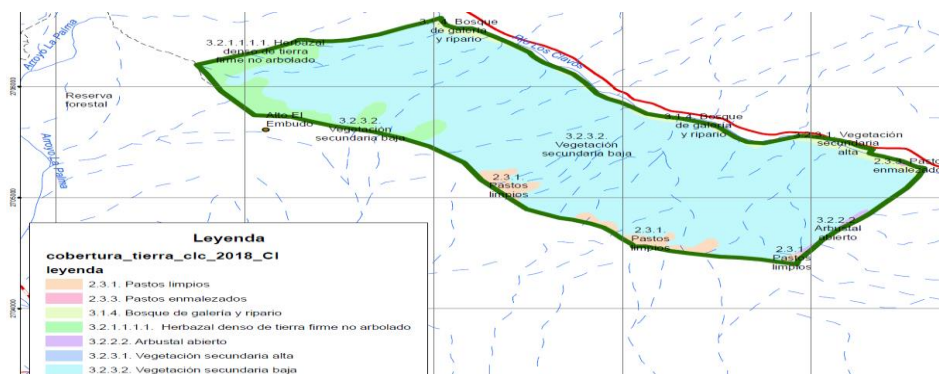 3.1.4. Bosque
de galería
y ripario
3.2.1.1.1.1. Herbazal
denso de tierra
firme no arbolado
Arroyo La Palma
Qjo Los Clavos
Reserva
forestal
Alto El
Embudo
3.2.3.2.
Vegetación
secundaria baja
3.1.4. Bosque
de galería
y ripario
3.2.3.1. Vegetación
secundaria
alta
3.2.3.2.
Vegetación
secundaria baja
2.3.3. Pastos
enmalezados
Arroyo La Palma
2.3.1.
Pastos
limpios
3.2.2.2.
Arbustal
abierto
2.3.1.
Pastos
limpios
2.3.1.
Pastos
limpios
Leyenda
cobertura_tierra_clc_2018_CI
leyenda
2.3.1. Pastos limpios
2.3.3. Pastos enmalezados
3.1.4. Bosque de galería y ripario
3.2.1.1.1.1. Herbazal denso de tierra firme no arbolado
3.2.2.2. Arbustal abierto
3.2.3.1. Vegetación secundaria alta
3.2.3.2. Vegetación secundaria baja